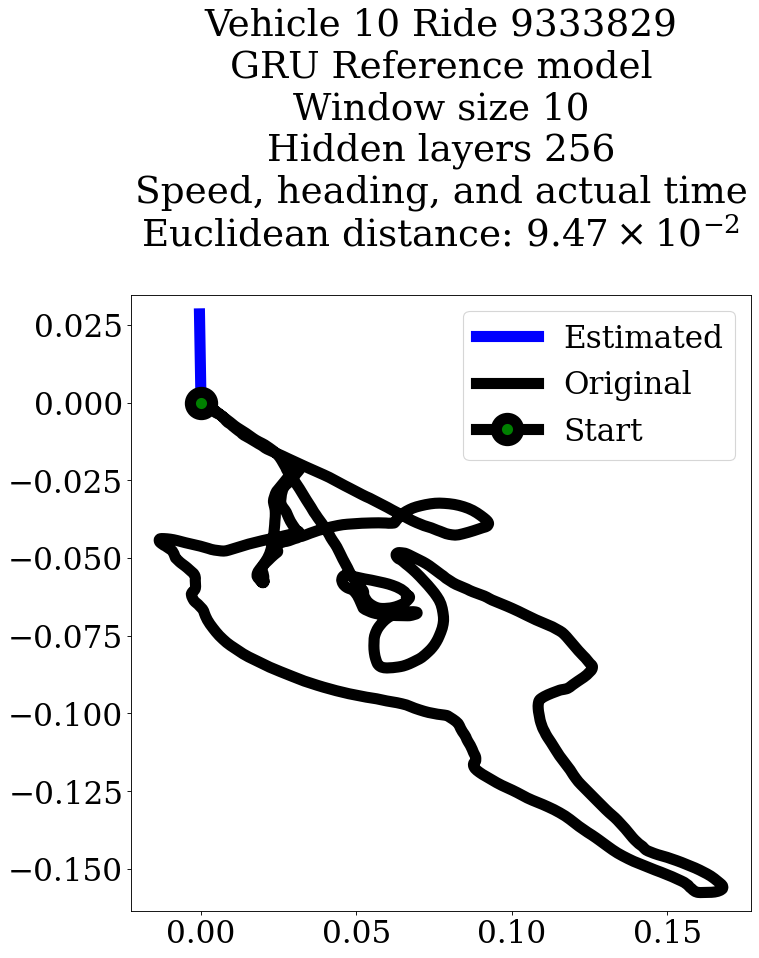 Vehicle 10 Ride 9333829
GRU Reference model
Window size 10
Hidden layers 256
Speed, heading, and actual time
Euclidean distance: 9.47 × 10⁻²
Estimated
Original
Start
0.025
0.000
−0.025
−0.050
−0.075
−0.100
−0.125
−0.150
0.00 0.05 0.10 0.15